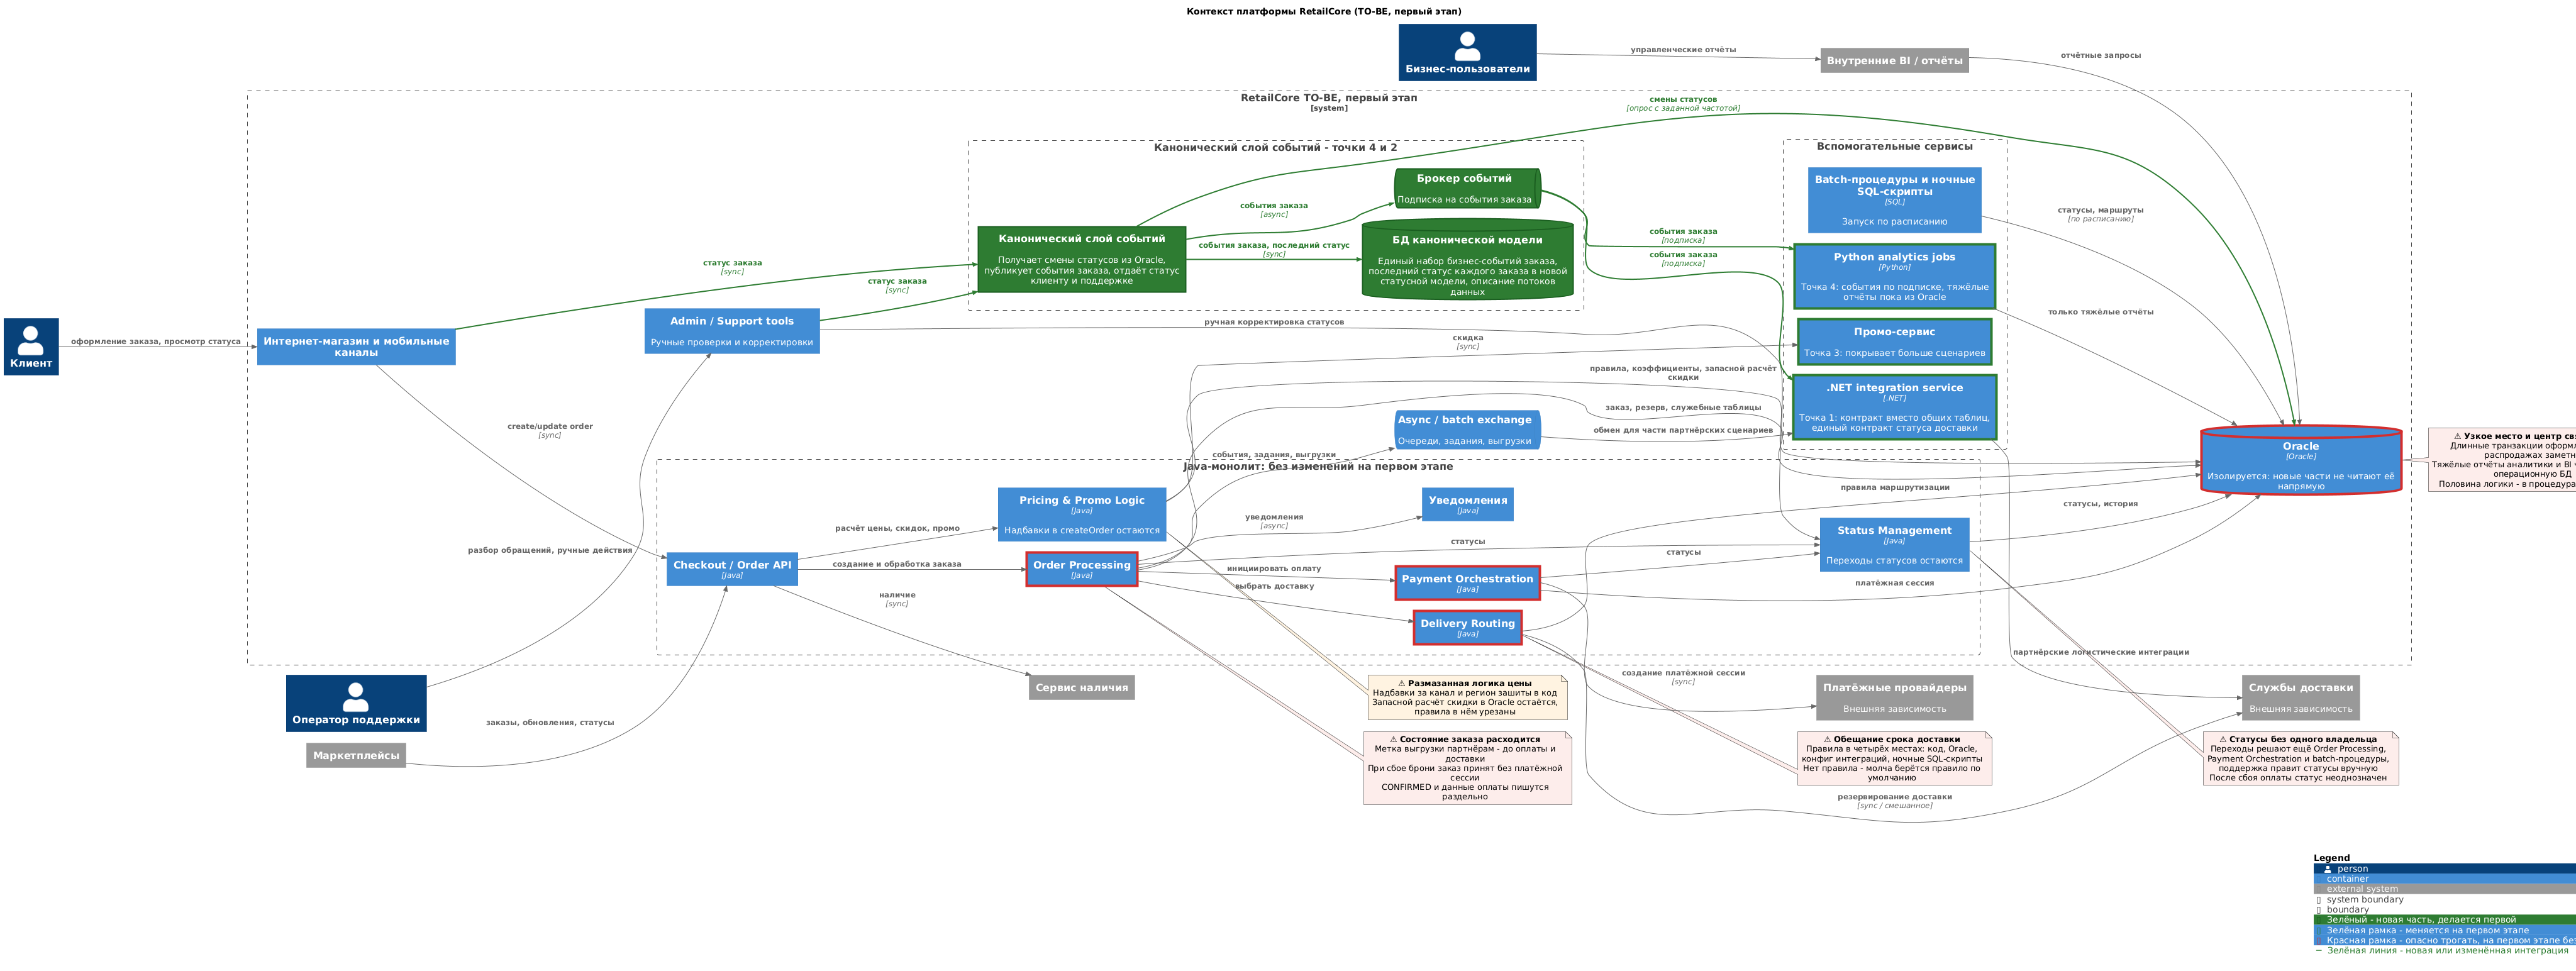 Контекст платформы RetailCore (TO-BE, первый этап)
Бизнес-пользователи
управленческие отчёты
Внутренние BI / отчёты
отчётные запросы
RetailCore TO-BE, первый этап
[system]
смены статусов
[опрос с заданной частотой]
Канонический слой событий - точки 4 и 2
Брокер событий
Подписка на события заказа
события заказа
[async]
Канонический слой событий
Получает смены статусов из Oracle,
публикует события заказа, отдаёт статус
клиенту и поддержке
события заказа, последний статус
[sync]
БД канонической модели
Единый набор бизнес-событий заказа,
последний статус каждого заказа в новой
статусной модели, описание потоков
данных
события заказа
[подписка]
события заказа
[подписка]
Вспомогательные сервисы
Batch-процедуры и ночные
SQL-скрипты
[SQL]
Запуск по расписанию
статусы, маршруты
[по расписанию]
Python analytics jobs
[Python]
Точка 4: события по подписке, тяжёлые
отчёты пока из Oracle
только тяжёлые отчёты
Промо-сервис
Точка 3: покрывает больше сценариев
.NET integration service
[.NET]
Точка 1: контракт вместо общих таблиц,
единый контракт статуса доставки
статус заказа
[sync]
статус заказа
[sync]
Клиент
оформление заказа, просмотр статуса
Интернет-магазин и мобильные
каналы
Admin / Support tools
Ручные проверки и корректировки
ручная корректировка статусов
скидка
[sync]
правила, коэффициенты, запасной расчёт
скидки
заказ, резерв, служебные таблицы
Async / batch exchange
Очереди, задания, выгрузки
обмен для части партнёрских сценариев
create/update order
[sync]
события, задания, выгрузки
Oracle
[Oracle]
Изолируется: новые части не читают её
напрямую
⚠ Узкое место и центр свя
Длинные транзакции оформл
распродажах заметн
Тяжёлые отчёты аналитики и BI ч
операционную БД
Половина логики - в процедура
Java-монолит: без изменений на первом этапе
Pricing & Promo Logic
[Java]
Надбавки в createOrder остаются
Уведомления
[Java]
уведомления
[async]
правила маршрутизации
статусы, история
расчёт цены, скидок, промо
Status Management
[Java]
Переходы статусов остаются
статусы
статусы
разбор обращений, ручные действия
Checkout / Order API
[Java]
создание и обработка заказа
Order Processing
[Java]
инициировать оплату
Payment Orchestration
[Java]
платёжная сессия
выбрать доставку
наличие
[sync]
Delivery Routing
[Java]
партнёрские логистические интеграции
Оператор поддержки
Сервис наличия
⚠ Размазанная логика цены
Надбавки за канал и регион зашиты в код
Запасной расчёт скидки в Oracle остаётся,
правила в нём урезаны
создание платёжной сессии
[sync]
Платёжные провайдеры
Внешняя зависимость
Службы доставки
Внешняя зависимость
заказы, обновления, статусы
Маркетплейсы
⚠ Состояние заказа расходится
Метка выгрузки партнёрам - до оплаты и
доставки
При сбое брони заказ принят без платёжной
сессии
CONFIRMED и данные оплаты пишутся
раздельно
⚠ Обещание срока доставки
Правила в четырёх местах: код, Oracle,
конфиг интеграций, ночные SQL-скрипты
Нет правила - молча берётся правило по
умолчанию
⚠ Статусы без одного владельца
Переходы решают ещё Order Processing,
Payment Orchestration и batch-процедуры,
поддержка правит статусы вручную
После сбоя оплаты статус неоднозначен
резервирование доставки
[sync / смешанное]
Legend
person
container
external system
system boundary
boundary
Зелёный - новая часть, делается первой
Зелёная рамка - меняется на первом этапе
Красная рамка - опасно трогать, на первом этапе без
Зелёная линия - новая или изменённая интеграция